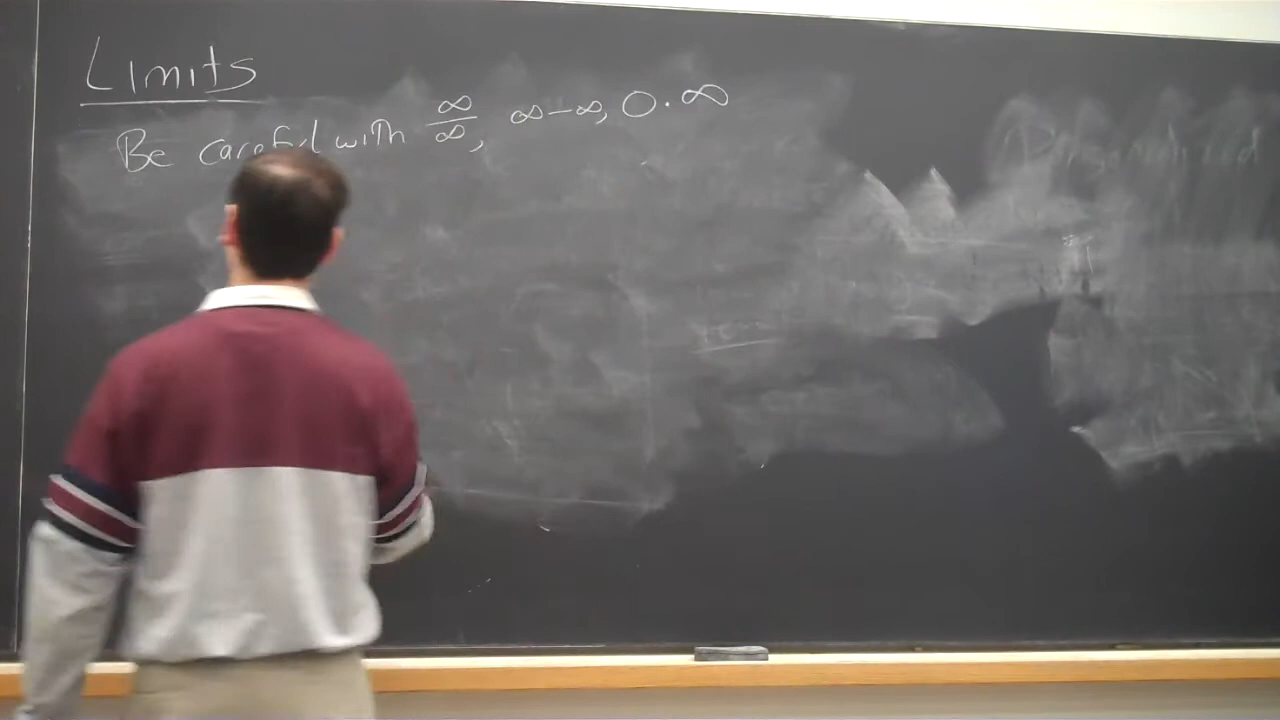 Limits
Be careful with ∞/∞, ∞-∞, 0·∞